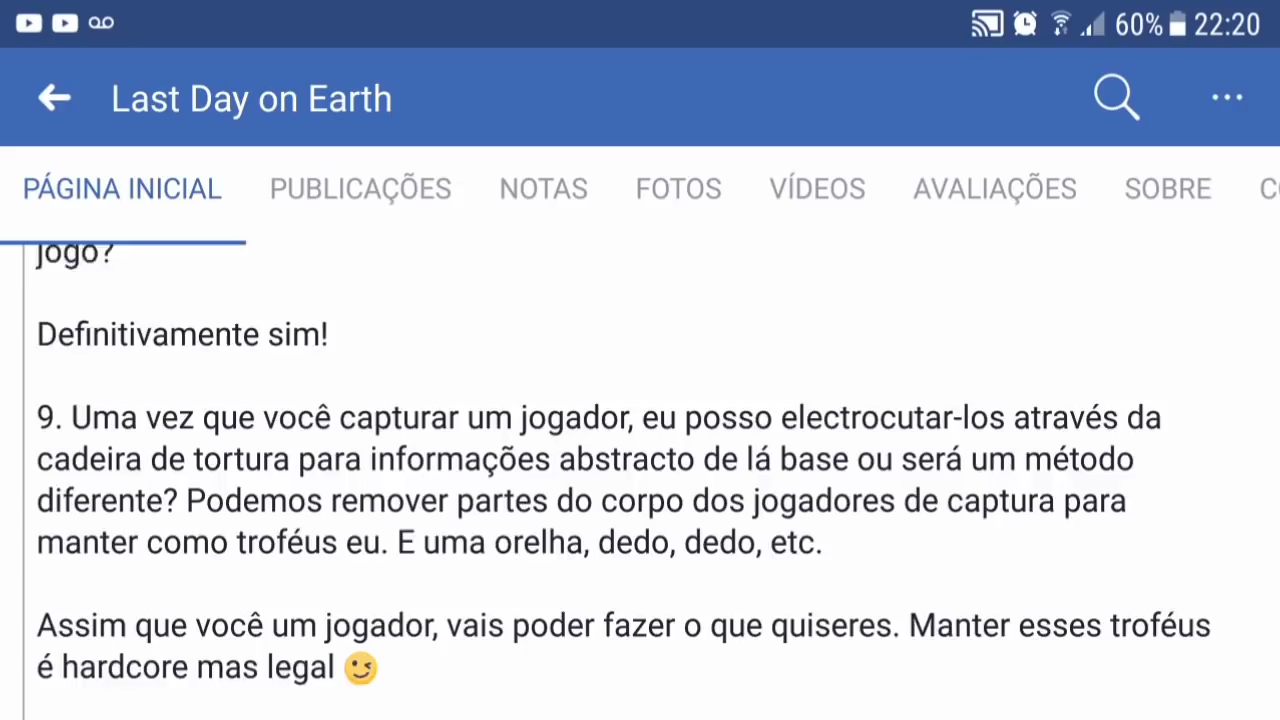 60% 22:20
Last Day on Earth
PÁGINA INICIAL PUBLICAÇÕES NOTAS FOTOS VÍDEOS AVALIAÇÕES SOBRE
jogo?
Definitivamente sim!
9. Uma vez que você capturar um jogador, eu posso electrocutar-los através da
cadeira de tortura para informações abstracto de lá base ou será um método
diferente? Podemos remover partes do corpo dos jogadores de captura para
manter como troféus eu. E uma orelha, dedo, dedo, etc.
Assim que você um jogador, vais poder fazer o que quiseres. Manter esses troféus
é hardcore mas legal 😉